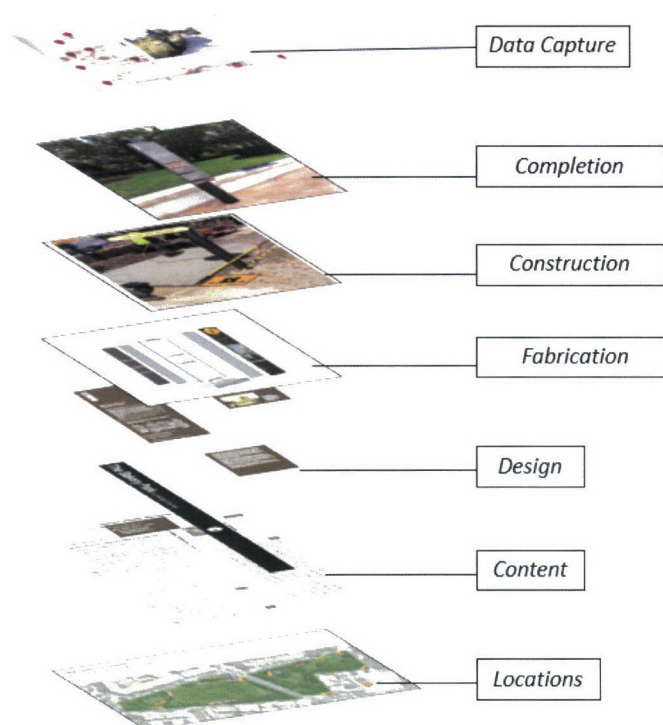 Data Capture
Completion
Construction
Fabrication
Design
Content
Locations